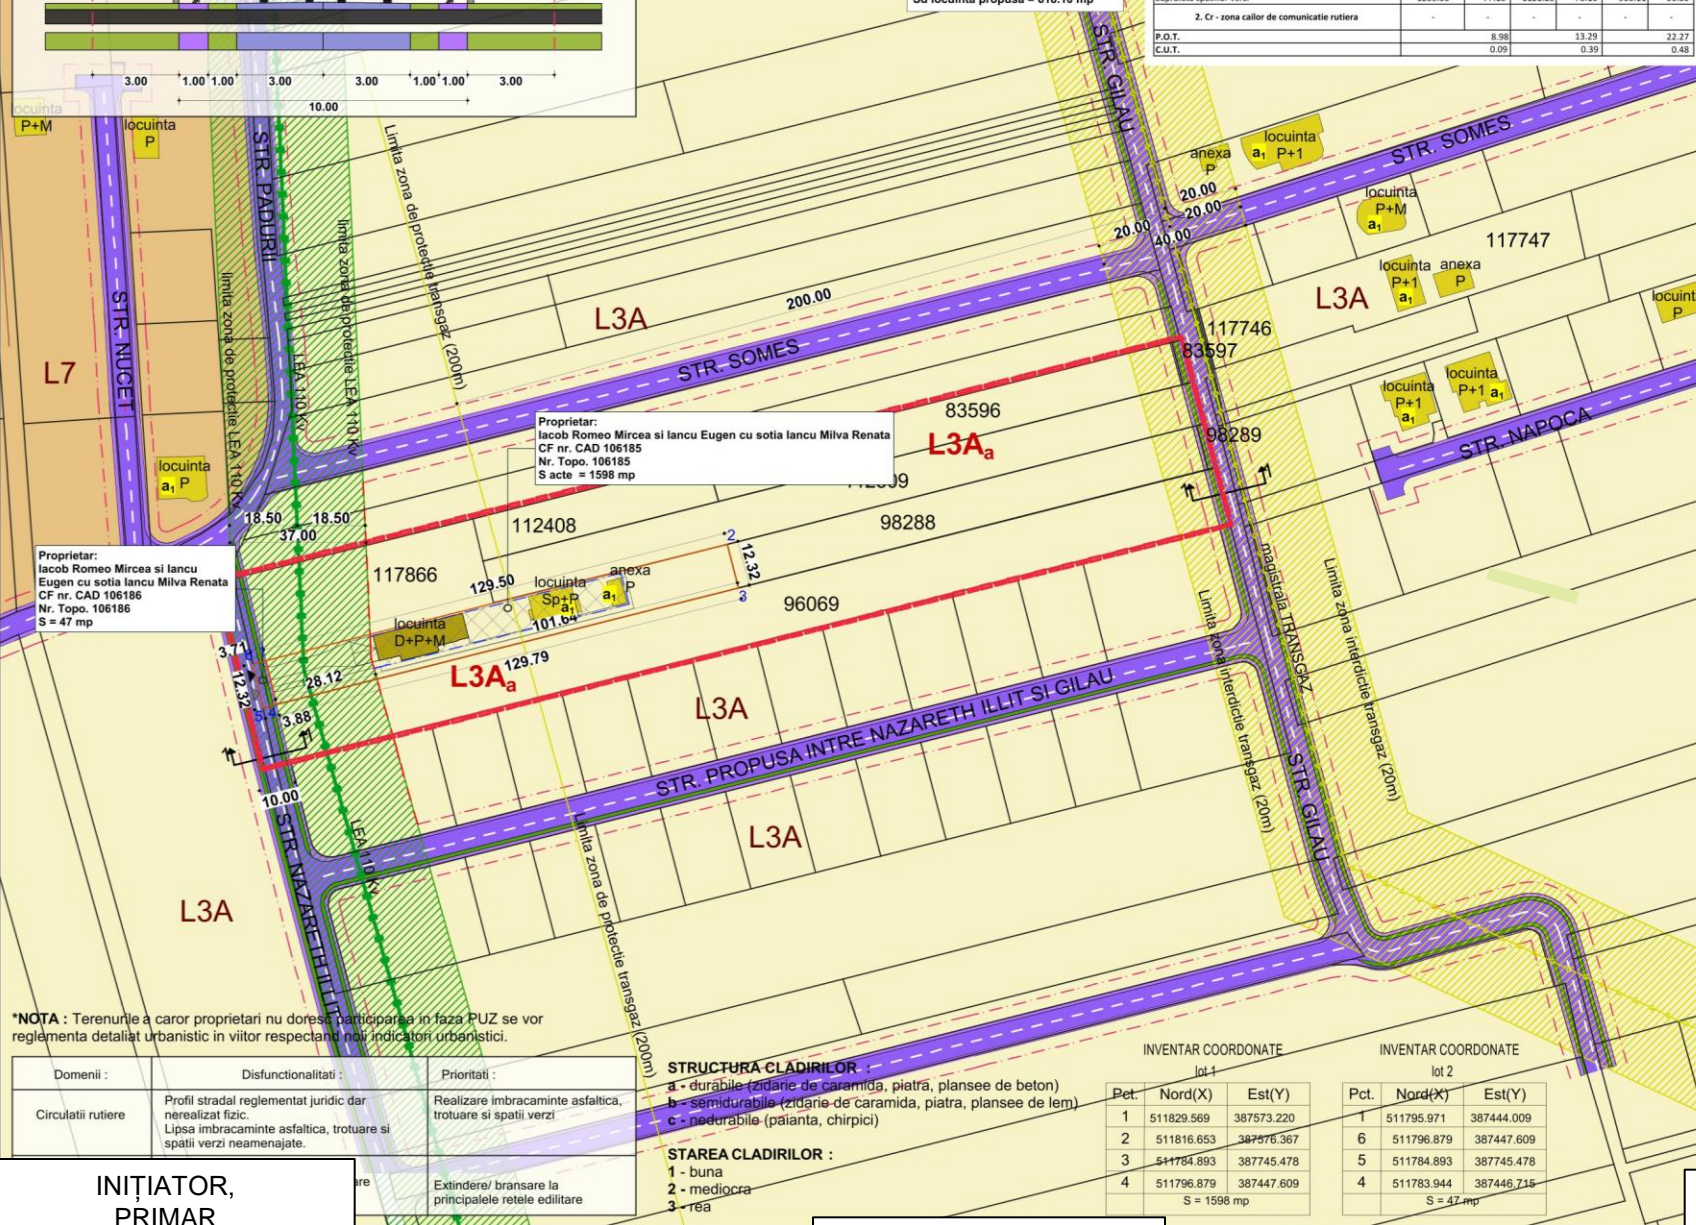 3.00 1.00 1.00 3.00 3.00 1.00 1.00 3.00
10.00
Sd locuinta propusa = 618.10 mp
2. Cr - zona cailor de comunicatie rutiera - - - - - -
P.O.T. 8.98 13.29 22.27
C.U.T. 0.09 0.39 0.48
locuinta
P+M
locuinta
P
STR. PADURII
STR. NUCET
L7
limita zona de protectie LEA 110 Kv
limita zona de protectie LEA 110 Kv
LEA 110 Kv
Limita zona de protectie transgaz (200m)
STR. GILAU
anexa
P
locuinta
a1 P+1
STR. SOMES
locuinta
P+M
a1
20.00
20.00
20.00
40.00
117747
locuinta
P+1
a1
anexa
P
L3A
L3A
200.00
STR. SOMES
117746
83597
83596
L3Aa
98289
locuinta
P+1
a1
locuinta
P+1 a1
STR. NAPOCA
Proprietar:
Iacob Romeo Mircea si Iancu Eugen cu sotia Iancu Milva Renata
CF nr. CAD 106185
Nr. Topo. 106185
S acte = 1598 mp
locuinta
a1 P
18.50 18.50
37.00
112408
98288
Proprietar:
Iacob Romeo Mircea si Iancu
Eugen cu sotia Iancu Milva Renata
CF nr. CAD 106186
Nr. Topo. 106186
S = 47 mp
117866
129.50
locuinta
Sp+P
a1
anexa
P
a1
2
12.32
3
96069
locuinta
D+P+M
101.64
129.79
L3Aa
3,71
12.32
28.12
5 4
3,88
10.00
L3A
STR. PROPUSA INTRE NAZARETH ILLIT SI GILAU
L3A
L3A
STR. NAZARETH ILLIT
LEA 110 Kv
Limita zona de protectie transgaz (200m)
Limita zona interdictie transgaz (20m)
magistrala TRANSGAZ
Limita zona interdictie transgaz (20m)
STR. GILAU
*NOTA : Terenurile a caror proprietari nu doresc participarea in faza PUZ se vor
reglementa detaliat urbanistic in viitor respectand noii indicatori urbanistici.
Domenii : Disfunctionalitati : Prioritati :
Circulatii rutiere
Profil stradal reglementat juridic dar
nerealizat fizic.
Lipsa imbracaminte asfaltica, trotuare si
spatii verzi neamenajate.
Realizare imbracaminte asfaltica,
trotuare si spatii verzi
Extindere/ bransare la
principalele retele edilitare
INIȚIATOR,
PRIMAR
STRUCTURA CLADIRILOR :
a - durabile (zidarie de caramida, piatra, plansee de beton)
b - semidurabile (zidarie de caramida, piatra, plansee de lem)
c - nedurabile (paianta, chirpici)
STAREA CLADIRILOR :
1 - buna
2 - mediocra
3 - rea
INVENTAR COORDONATE
lot 1
Pct. Nord(X) Est(Y)
1 511829.569 387573.220
2 511816.653 387576.367
3 511784.893 387745.478
4 511796.879 387447.609
S = 1598 mp
INVENTAR COORDONATE
lot 2
Pct. Nord(X) Est(Y)
1 511795.971 387444.009
6 511796.879 387447.609
5 511784.893 387745.478
4 511783.944 387446.715
S = 47 mp